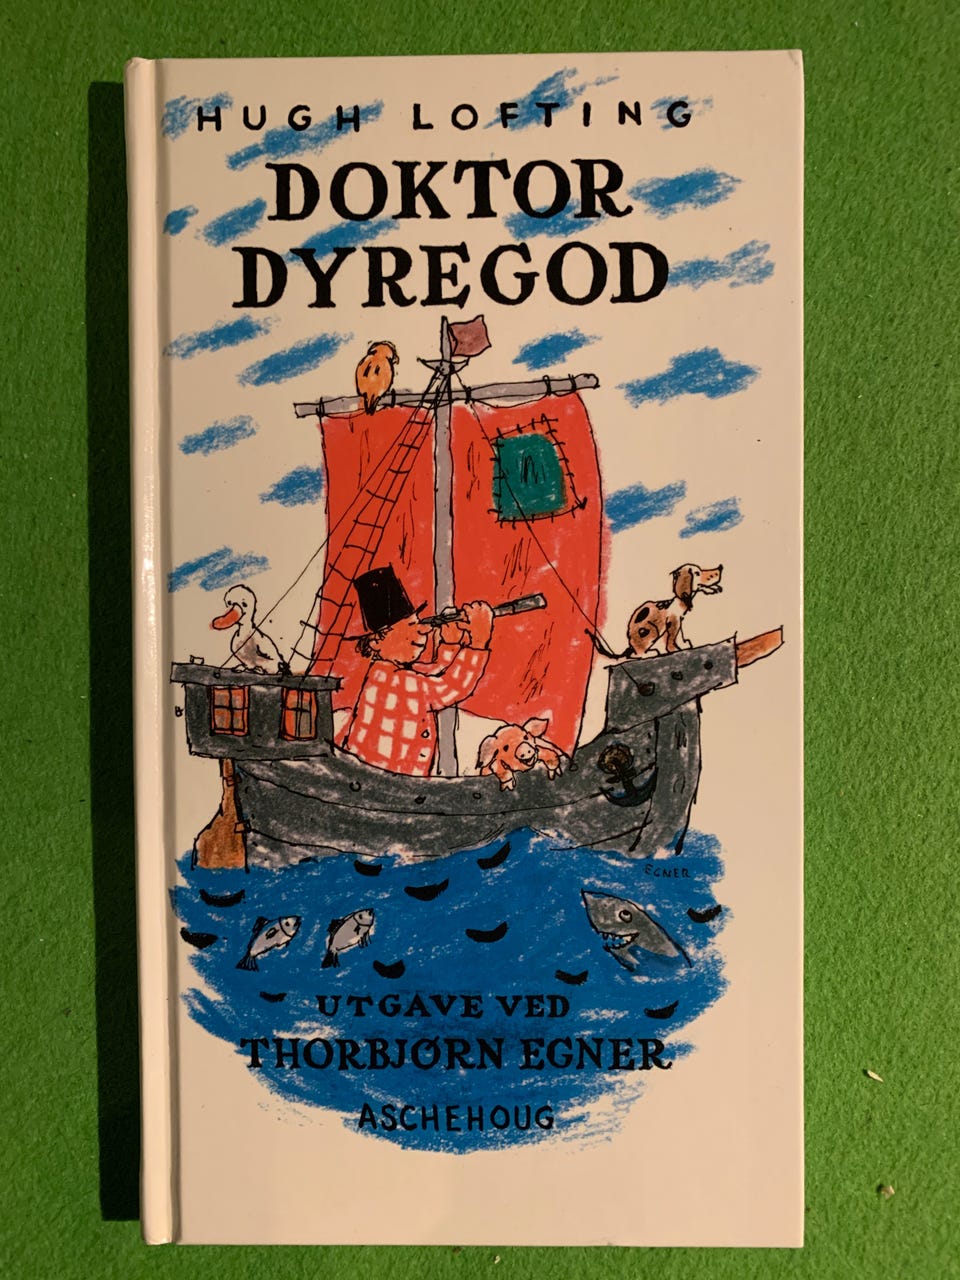 HUGH LOFTING
DOKTOR
DYREGOD
EGNER
UTGAVE VED
THORBJØRN EGNER
ASCHEHOUG